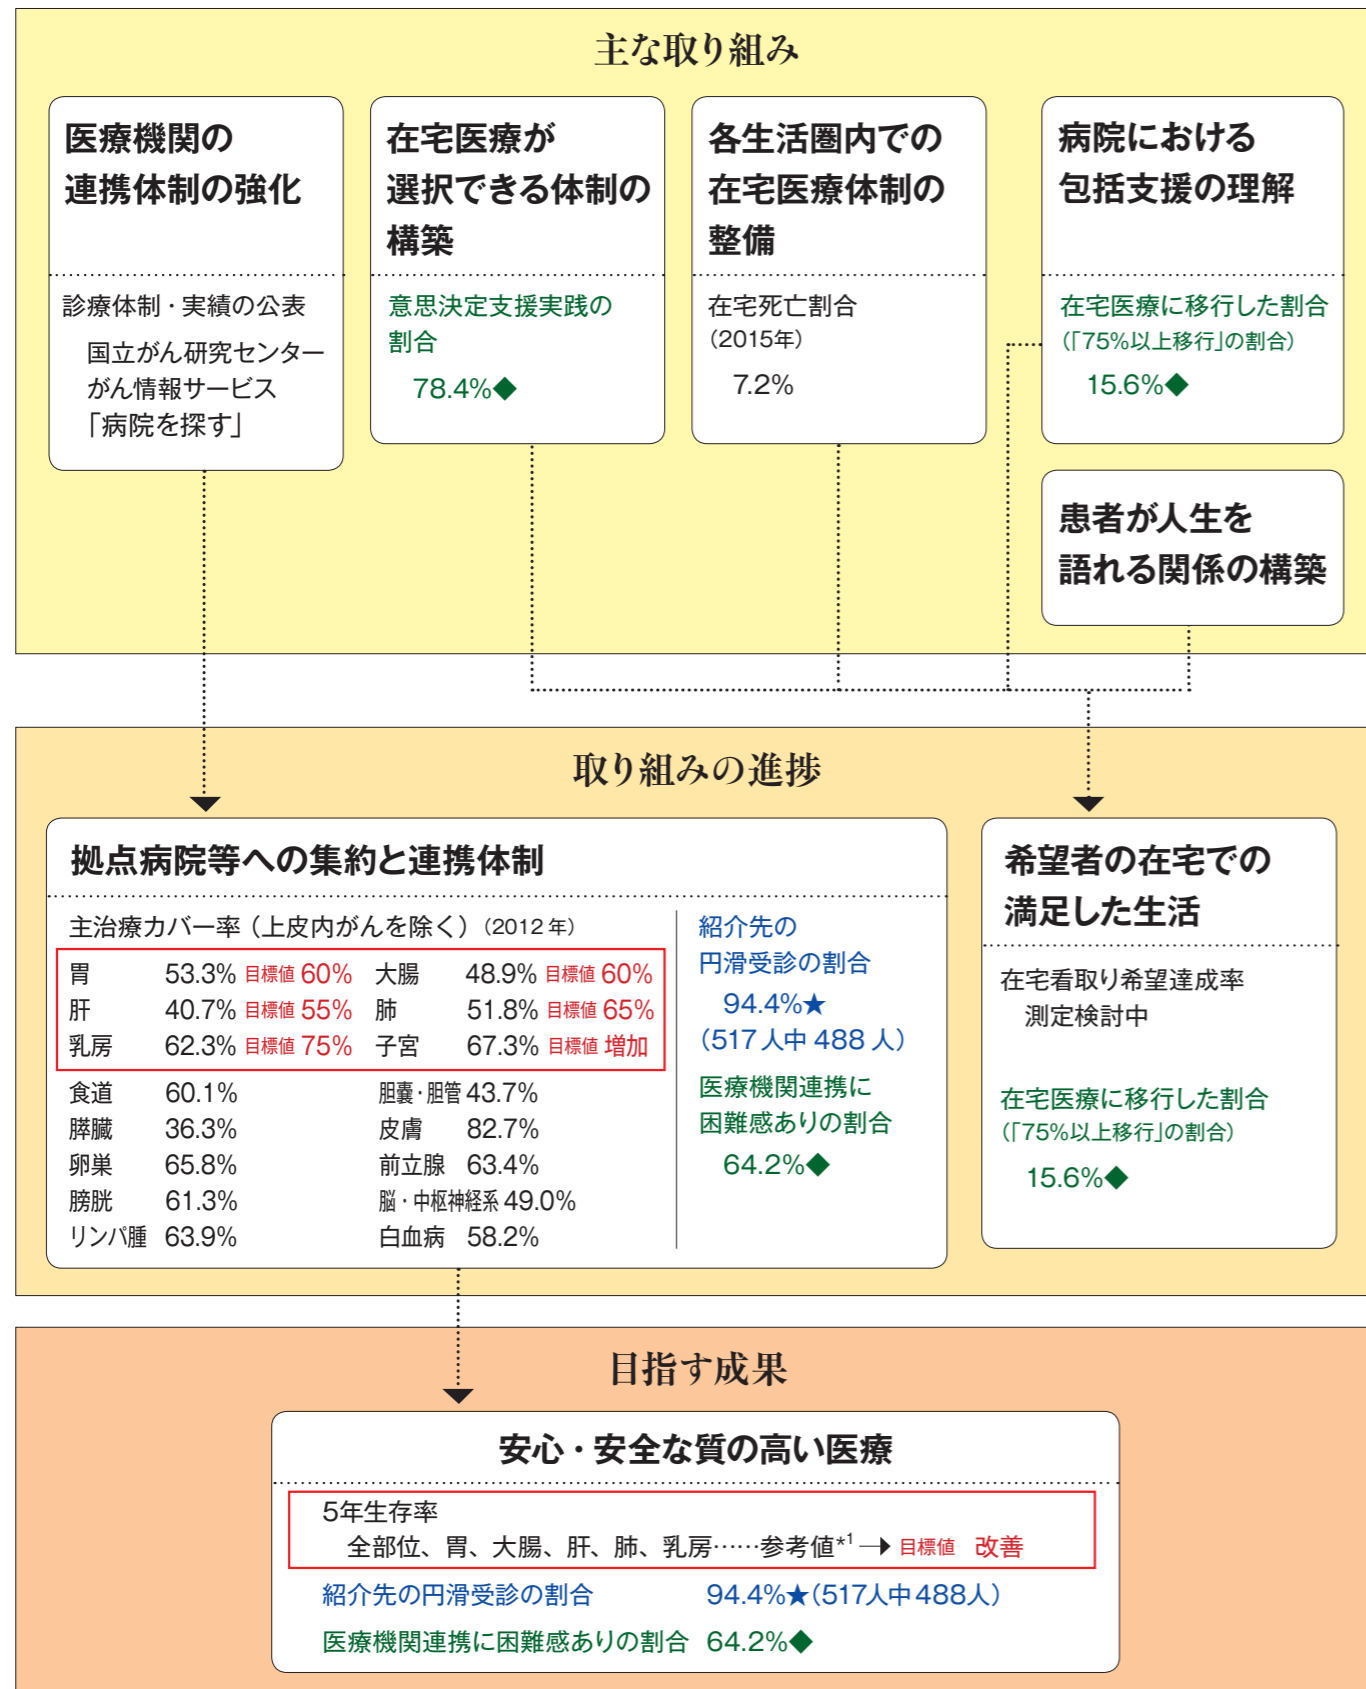 主な取り組み
医療機関の
連携体制の強化
診療体制・実績の公表
国立がん研究センター
がん情報サービス
「病院を探す」
在宅医療が
選択できる体制の
構築
意思決定支援実践の
割合
78.4%◆
各生活圏内での
在宅医療体制の
整備
在宅死亡割合
(2015年)
7.2%
病院における
包括支援の理解
在宅医療に移行した割合
(「75%以上移行」の割合)
15.6%◆
患者が人生を
語れる関係の構築
取り組みの進捗
拠点病院等への集約と連携体制
主治療カバー率(上皮内がんを除く)(2012年)
胃 53.3% 目標値 60% 大腸 48.9% 目標値 60%
肝 40.7% 目標値 55% 肺 51.8% 目標値 65%
乳房 62.3% 目標値 75% 子宮 67.3% 目標値 増加
食道 60.1% 胆嚢・胆管 43.7%
膵臓 36.3% 皮膚 82.7%
卵巣 65.8% 前立腺 63.4%
膀胱 61.3% 脳・中枢神経系 49.0%
リンパ腫 63.9% 白血病 58.2%
紹介先の
円滑受診の割合
94.4%★
(517人中 488人)
医療機関連携に
困難感ありの割合
64.2%◆
希望者の在宅での
満足した生活
在宅看取り希望達成率
測定検討中
在宅医療に移行した割合
(「75%以上移行」の割合)
15.6%◆
目指す成果
安心・安全な質の高い医療
5年生存率
全部位、胃、大腸、肝、肺、乳房……参考値*1→ 目標値 改善
紹介先の円滑受診の割合 94.4%★(517人中488人)
医療機関連携に困難感ありの割合 64.2%◆